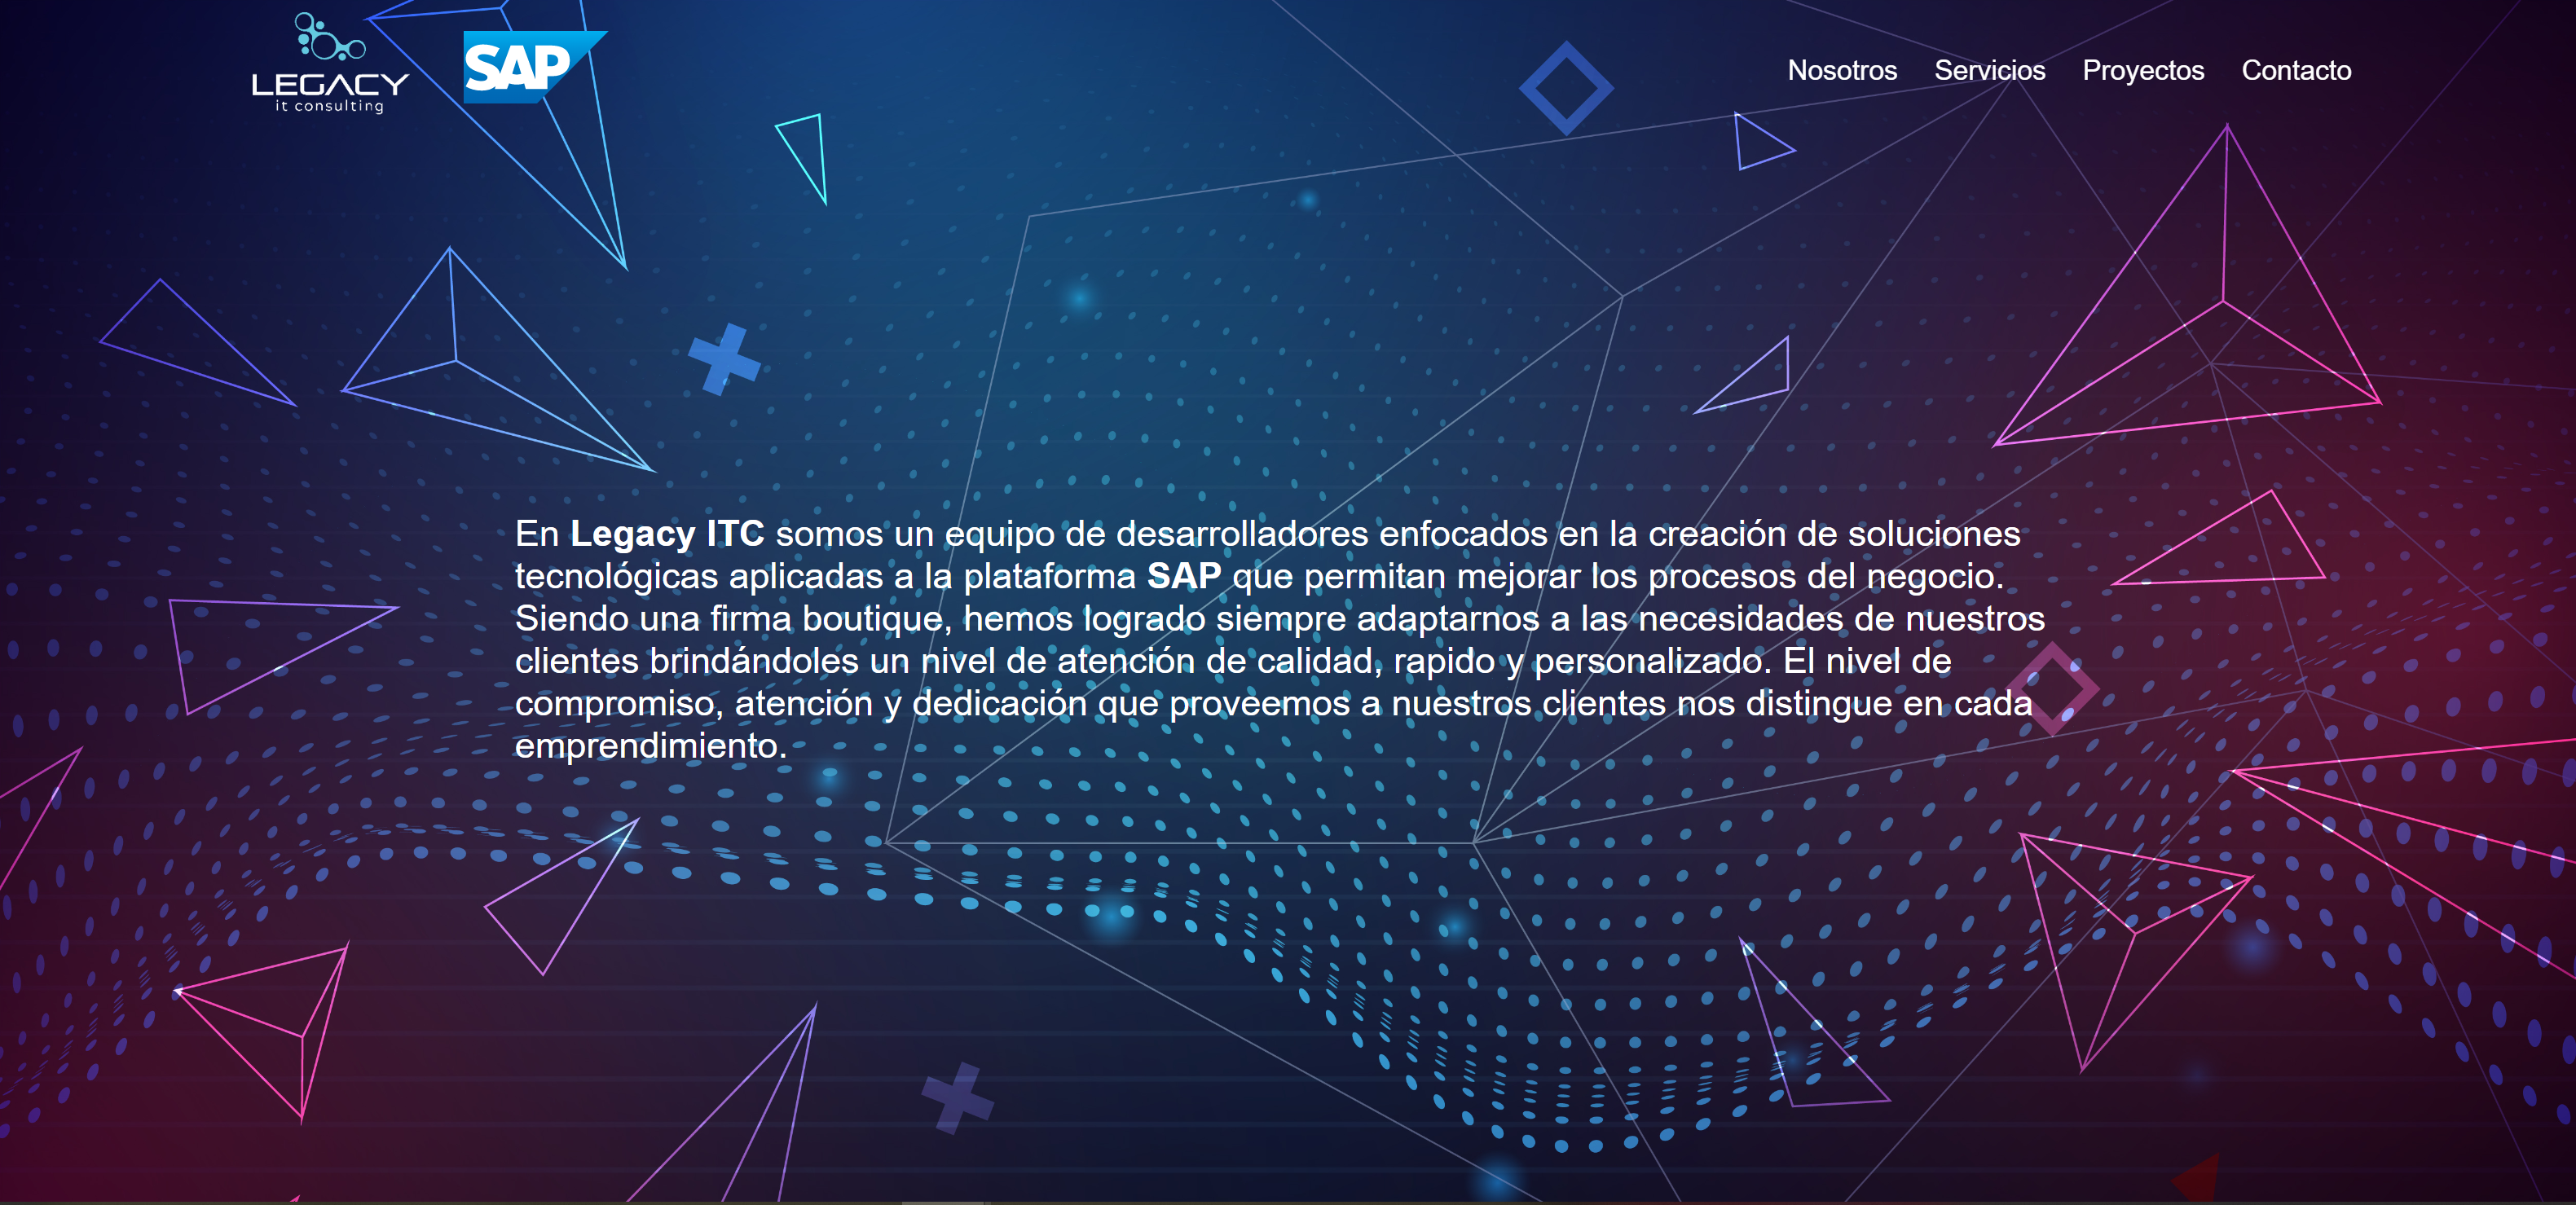 LEGACY
it consulting
SAP
Nosotros Servicios Proyectos Contacto
En Legacy ITC somos un equipo de desarrolladores enfocados en la creación de soluciones
tecnológicas aplicadas a la plataforma SAP que permitan mejorar los procesos del negocio.
Siendo una firma boutique, hemos logrado siempre adaptarnos a las necesidades de nuestros
clientes brindándoles un nivel de atención de calidad, rapido y personalizado. El nivel de
compromiso, atención y dedicación que proveemos a nuestros clientes nos distingue en cada
emprendimiento.